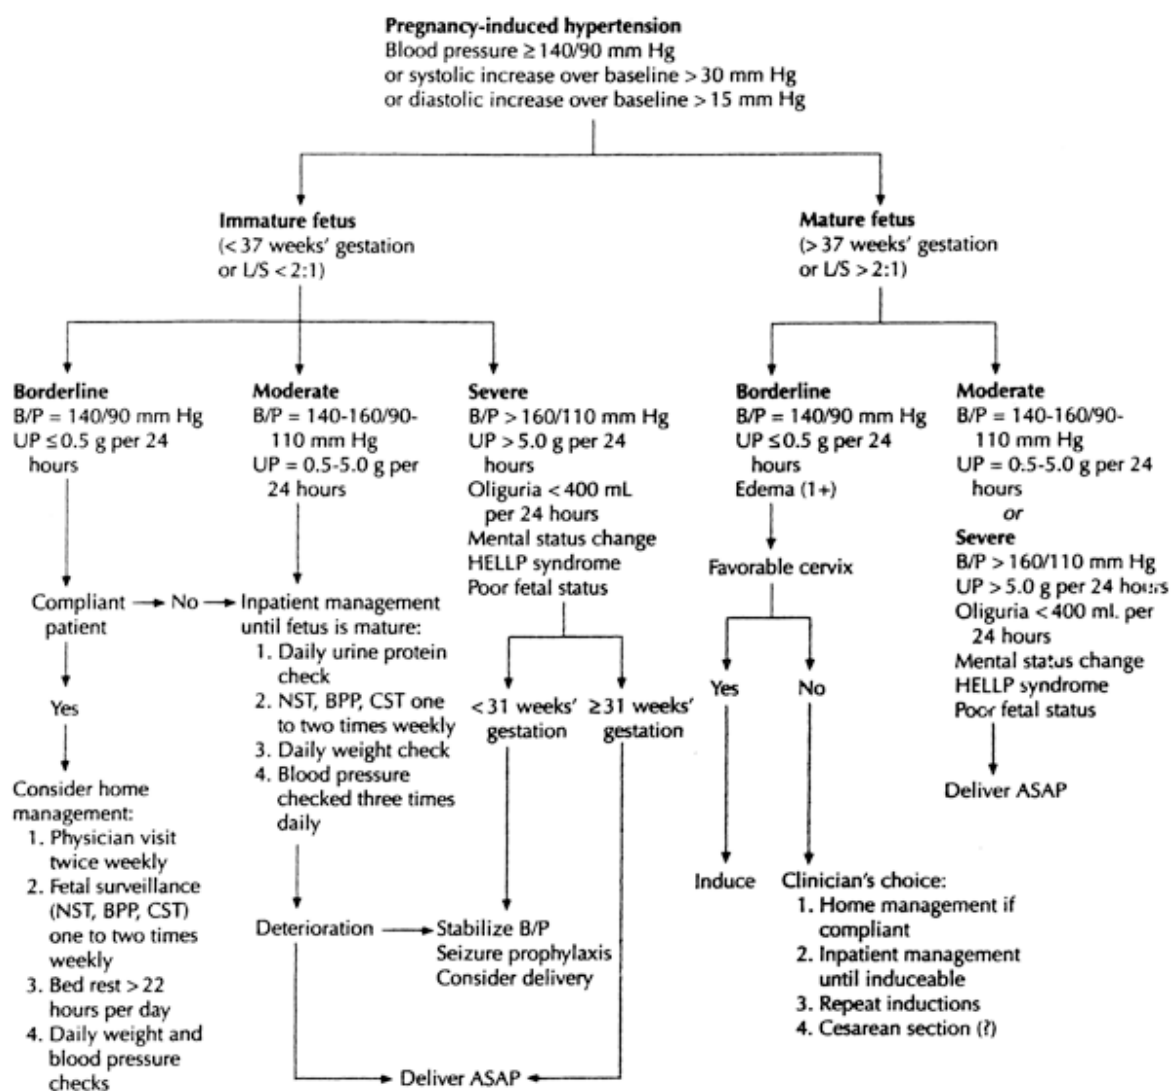 Pregnancy-induced hypertension
Blood pressure ≥ 140/90 mm Hg
or systolic increase over baseline > 30 mm Hg
or diastolic increase over baseline > 15 mm Hg
Immature fetus
(< 37 weeks' gestation
or L/S < 2:1)
Mature fetus
(> 37 weeks' gestation
or L/S > 2:1)
Borderline
B/P = 140/90 mm Hg
UP ≤ 0.5 g per 24
hours
Moderate
B/P = 140-160/90-
110 mm Hg
UP = 0.5-5.0 g per
24 hours
Severe
B/P > 160/110 mm Hg
UP > 5.0 g per 24
hours
Oliguria < 400 mL
per 24 hours
Mental status change
HELLP syndrome
Poor fetal status
Borderline
B/P = 140/90 mm Hg
UP ≤ 0.5 g per 24
hours
Edema (1+)
Moderate
B/P = 140-160/90-
110 mm Hg
UP = 0.5-5.0 g per 24
hours
or
Severe
B/P > 160/110 mm Hg
UP > 5.0 g per 24 hours
Oliguria < 400 mL per
24 hours
Mental status change
HELLP syndrome
Poor fetal status
Compliant
patient
No
Inpatient management
until fetus is mature:
1. Daily urine protein
check
2. NST, BPP, CST one
to two times weekly
3. Daily weight check
4. Blood pressure
checked three times
daily
Favorable cervix
Yes
< 31 weeks'
gestation
≥ 31 weeks'
gestation
Yes
No
Deliver ASAP
Consider home
management:
1. Physician visit
twice weekly
2. Fetal surveillance
(NST, BPP, CST)
one to two times
weekly
3. Bed rest > 22
hours per day
4. Daily weight and
blood pressure
checks
Deterioration
Stabilize B/P
Seizure prophylaxis
Consider delivery
Induce
Clinician's choice:
1. Home management if
compliant
2. Inpatient management
until induceable
3. Repeat inductions
4. Cesarean section (?)
Deliver ASAP